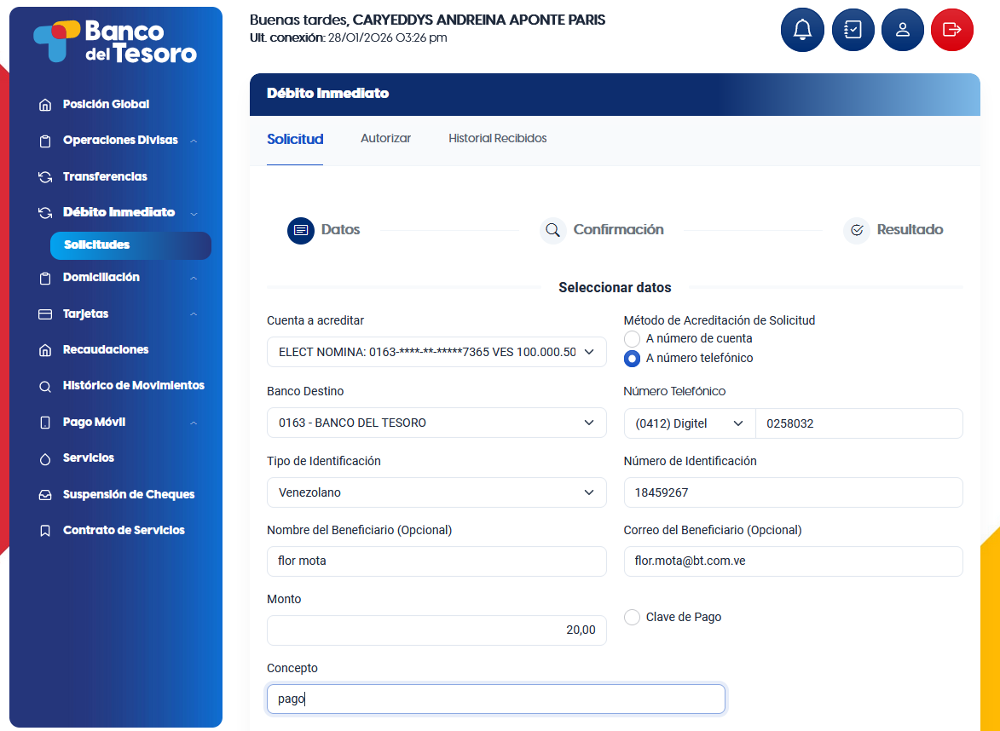 Banco
del Tesoro
Posición Global
Operaciones Divisas
Transferencias
Débito Inmediato
Solicitudes
Domiciliación
Tarjetas
Recaudaciones
Histórico de Movimientos
Pago Móvil
Servicios
Suspensión de Cheques
Contrato de Servicios
Buenas tardes, CARYEDDYS ANDREINA APONTE PARIS
Ult. conexión: 28/01/2026 03:26 pm
Débito Inmediato
Solicitud Autorizar Historial Recibidos
Datos Confirmación Resultado
Seleccionar datos
Cuenta a acreditar
ELECT NOMINA: 0163-****-**-*****7365 VES 100.000.50
Método de Acreditación de Solicitud
A número de cuenta
A número telefónico
Banco Destino
0163 - BANCO DEL TESORO
Número Telefónico
(0412) Digitel 0258032
Tipo de Identificación
Venezolano
Número de Identificación
18459267
Nombre del Beneficiario (Opcional)
flor mota
Correo del Beneficiario (Opcional)
flor.mota@bt.com.ve
Monto
20,00
Clave de Pago
Concepto
pago